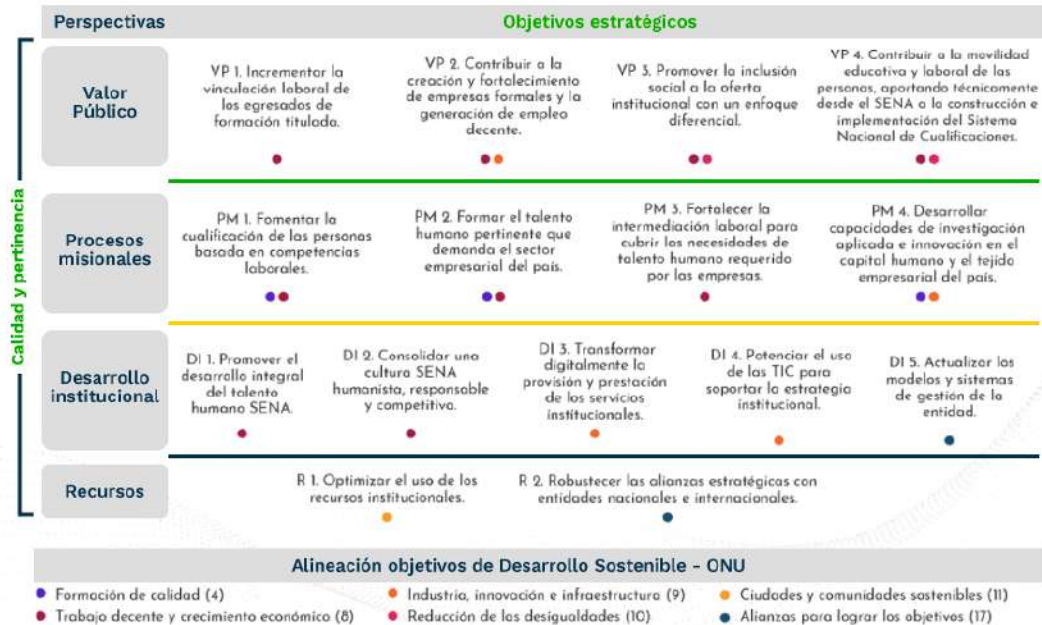 Perspectivas
Objetivos estratégicos
Calidad y pertinencia
Valor
Público
VP 1. Incrementar la
vinculación laboral de
los egresados de
formación titulada.
VP 2. Contribuir a la
creación y fortalecimiento
de empresas formales y la
generación de empleo
decente.
VP 3. Promover la inclusión
social a la oferta
institucional con un enfoque
diferencial.
VP 4. Contribuir a la movilidad
educativa y laboral de las
personas, aportando técnicamente
desde el SENA a la construcción e
implementación del Sistema
Nacional de Cualificaciones.
Procesos
misionales
PM 1. Fomentar la
cualificación de las personas
basada en competencias
laborales.
PM 2. Formar el talento
humano pertinente que
demanda el sector
empresarial del país.
PM 3. Fortalecer la
intermediación laboral para
cubrir las necesidades de
talento humano requerido
por las empresas.
PM 4. Desarrollar
capacidades de investigación
aplicada e innovación en el
capital humano y el tejido
empresarial del país.
Desarrollo
institucional
DI 1. Promover el
desarrollo integral
del talento
humano SENA.
DI 2. Consolidar una
cultura SENA
humanista, responsable
y competitiva.
DI 3. Transformar
digitalmente la
provisión y prestación
de los servicios
institucionales.
DI 4. Potenciar el uso
de las TIC para
soportar la estrategia
institucional.
DI 5. Actualizar los
modelos y sistemas
de gestión de la
entidad.
Recursos
R 1. Optimizar el uso de los
recursos institucionales.
R 2. Robustecer las alianzas estratégicas con
entidades nacionales e internacionales.
Alineación objetivos de Desarrollo Sostenible - ONU
Formación de calidad (4)
Industria, innovación e infraestructura (9)
Ciudades y comunidades sostenibles (11)
Trabajo decente y crecimiento económico (8)
Reducción de las desigualdades (10)
Alianzas para lograr los objetivos (17)